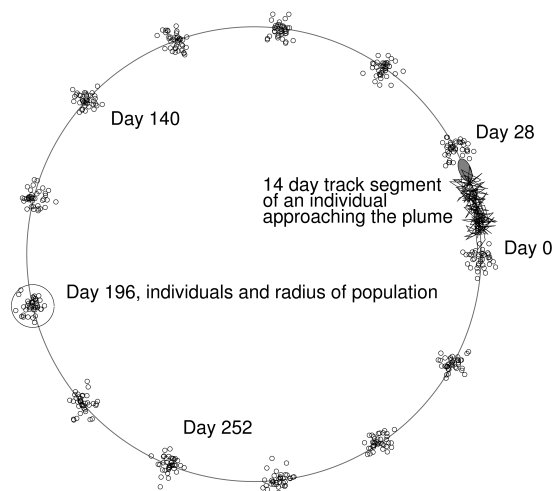 Day 28
Day 140
14 day track segment
of an individual
approaching the plume
Day 0
Day 196, individuals and radius of population
Day 252